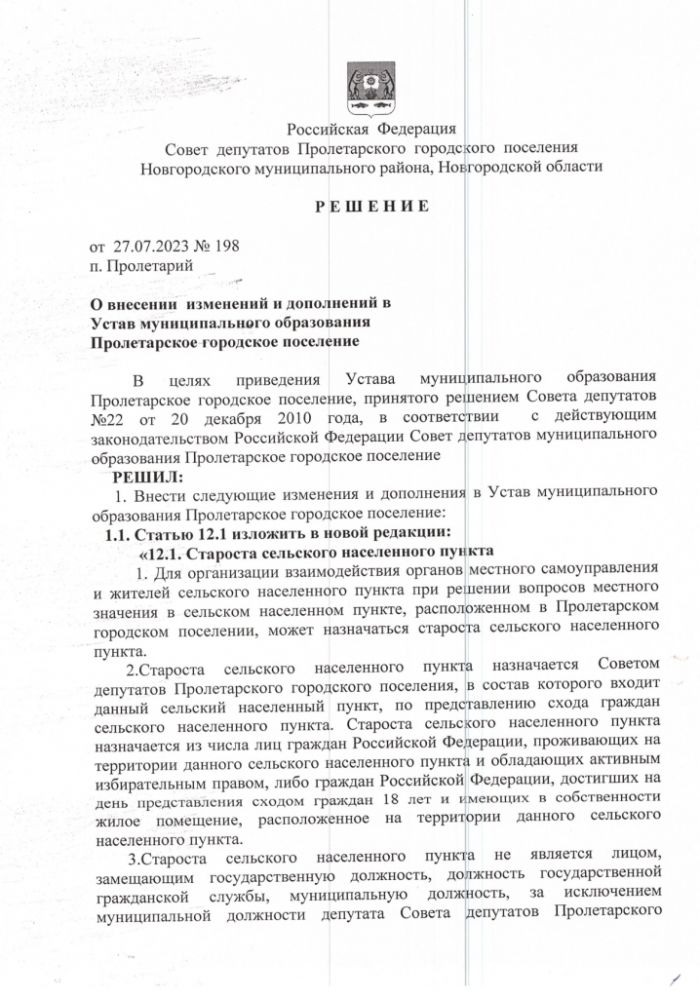 Российская Федерация
Совет депутатов Пролетарского городского поселения
Новгородского муниципального района, Новгородской области
Р Е Ш Е Н И Е
от 27.07.2023 № 198
п. Пролетарий
О внесении изменений и дополнений в
Устав муниципального образования
Пролетарское городское поселение
В целях приведения Устава муниципального образования
Пролетарское городское поселение, принятого решением Совета депутатов
№22 от 20 декабря 2010 года, в соответствии с действующим
законодательством Российской Федерации Совет депутатов муниципального
образования Пролетарское городское поселение
РЕШИЛ:
1. Внести следующие изменения и дополнения в Устав муниципального
образования Пролетарское городское поселение:
1.1. Статью 12.1 изложить в новой редакции:
«12.1. Староста сельского населенного пункта
1. Для организации взаимодействия органов местного самоуправления
и жителей сельского населенного пункта при решении вопросов местного
значения в сельском населенном пункте, расположенном в Пролетарском
городском поселении, может назначаться староста сельского населенного
пункта.
2.Староста сельского населенного пункта назначается Советом
депутатов Пролетарского городского поселения, в состав которого входит
данный сельский населенный пункт, по представлению схода граждан
сельского населенного пункта. Староста сельского населенного пункта
назначается из числа лиц граждан Российской Федерации, проживающих на
территории данного сельского населенного пункта и обладающих активным
избирательным правом, либо граждан Российской Федерации, достигших на
день представления сходом граждан 18 лет и имеющих в собственности
жилое помещение, расположенное на территории данного сельского
населенного пункта.
3.Староста сельского населенного пункта не является лицом,
замещающим государственную должность, должность государственной
гражданской службы, муниципальную должность, за исключением
муниципальной должности депутата Совета депутатов Пролетарского